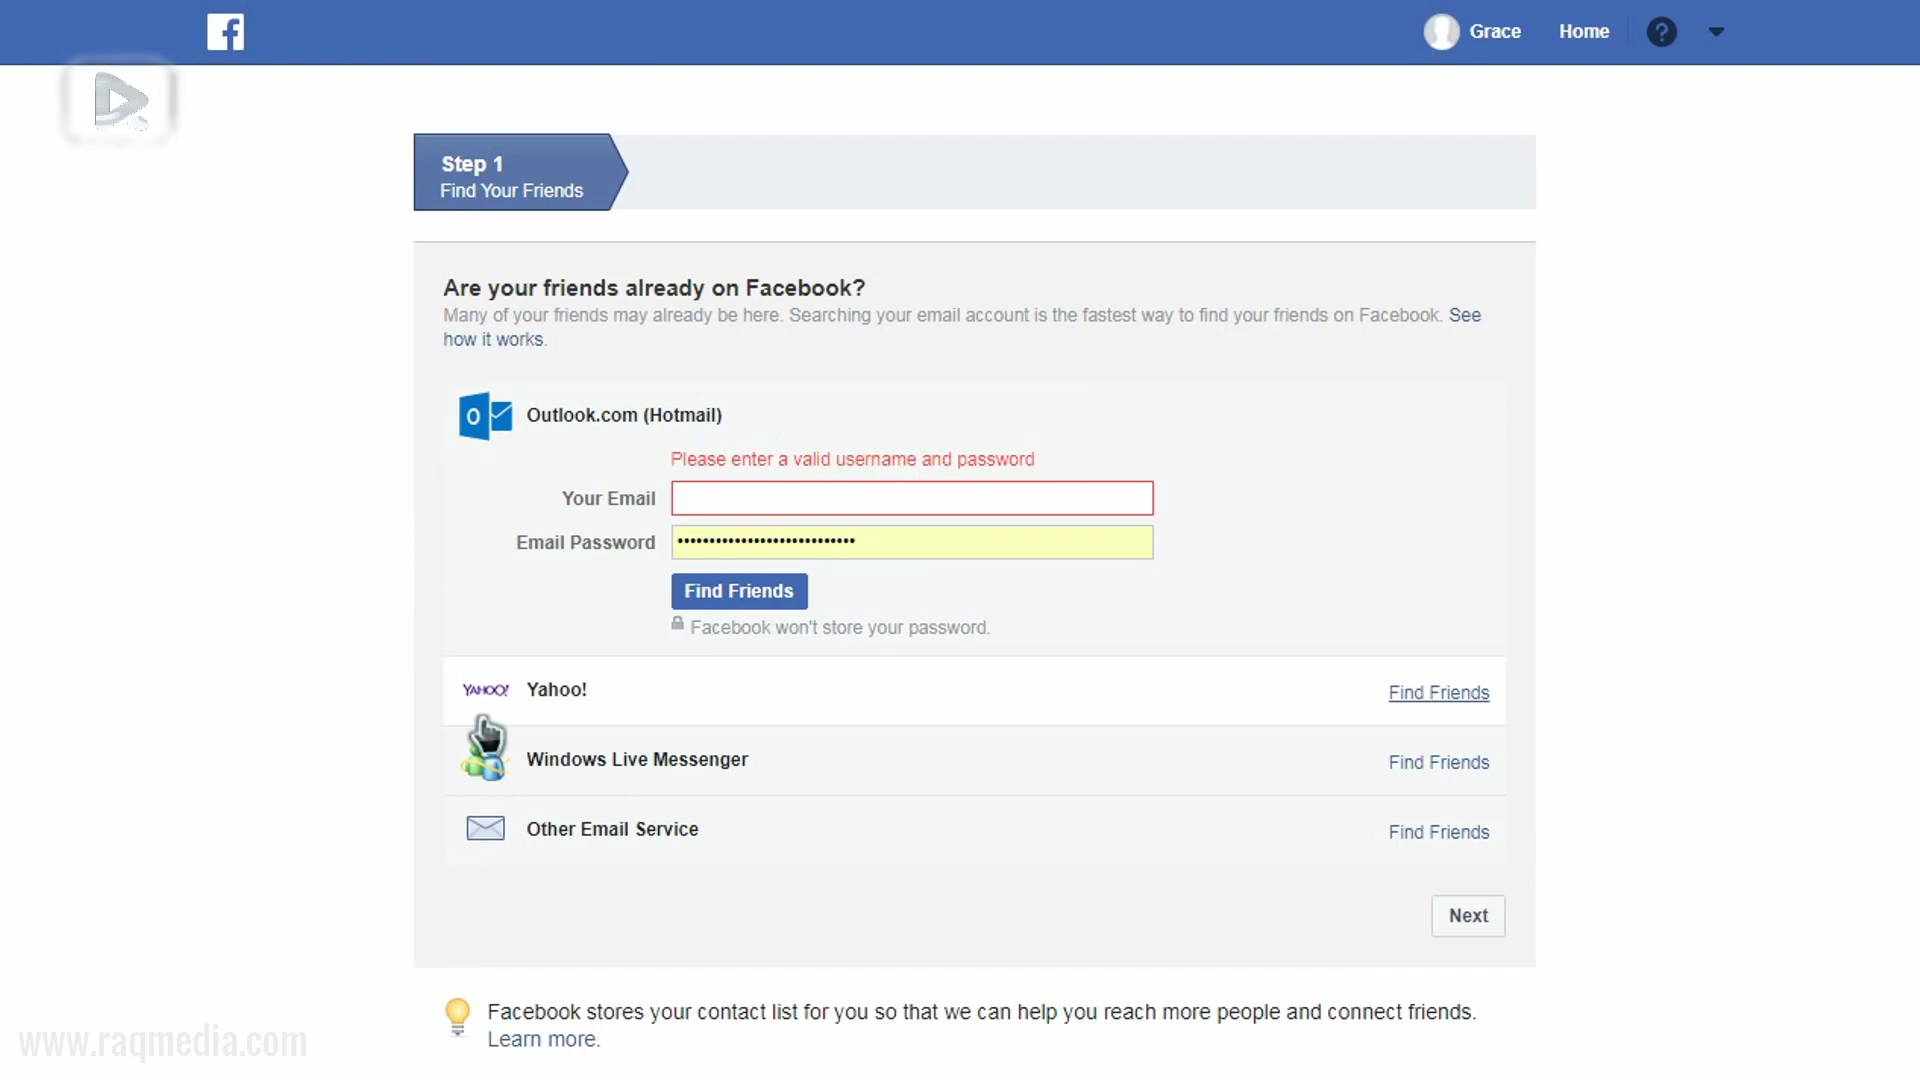 Grace Home ?
Step 1
Find Your Friends
Are your friends already on Facebook?
Many of your friends may already be here. Searching your email account is the fastest way to find your friends on Facebook. See
how it works.
Outlook.com (Hotmail)
Please enter a valid username and password
Your Email
Email Password ••••••••••••••••••••••••••••
Find Friends
Facebook won't store your password.
YAHOO! Yahoo! Find Friends
Windows Live Messenger Find Friends
Other Email Service Find Friends
Next
Facebook stores your contact list for you so that we can help you reach more people and connect friends.
Learn more.
www.raqmedia.com